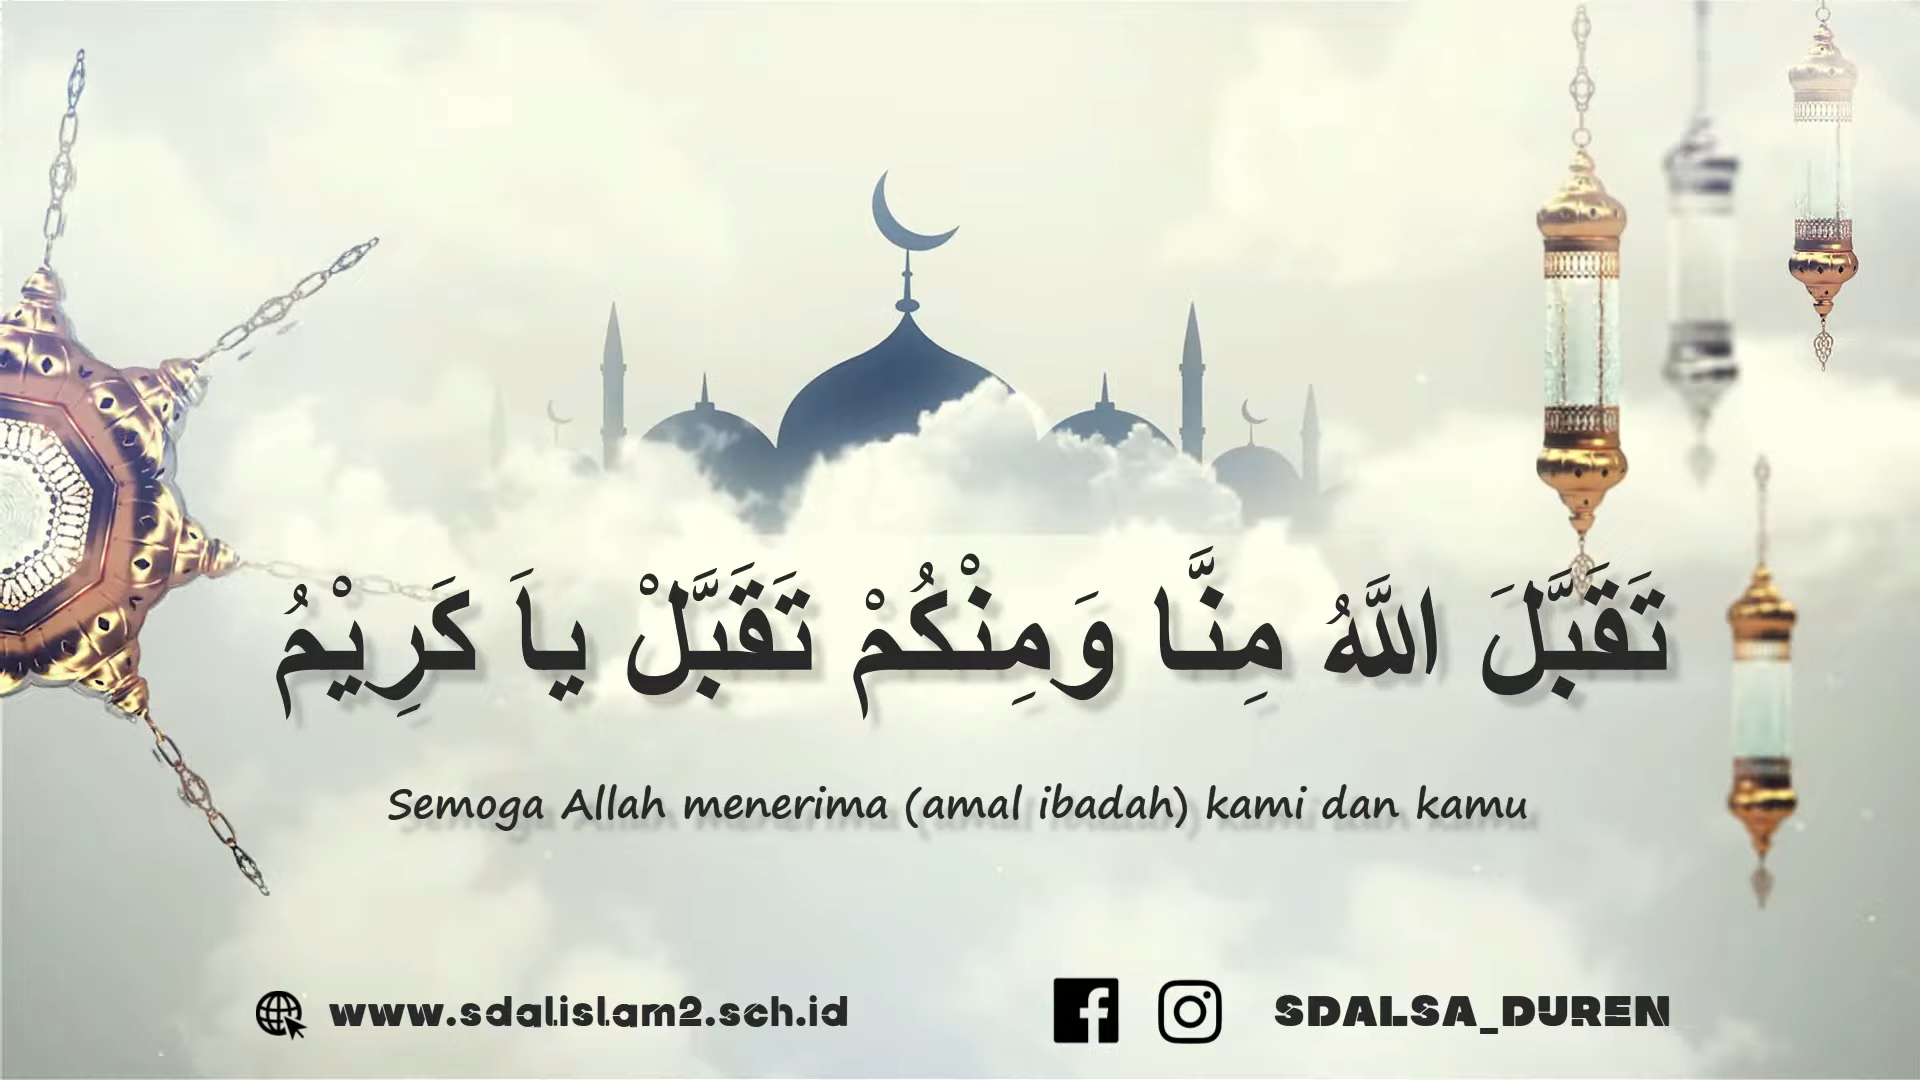 تَقَبَّلَ اللَّهُ مِنَّا وَمِنْكُمْ تَقَبَّلْ ياَ كَرِيْمُ
Semoga Allah menerima (amal ibadah) kami dan kamu
www.sdalislam2.sch.id
SDALSA_DUREN